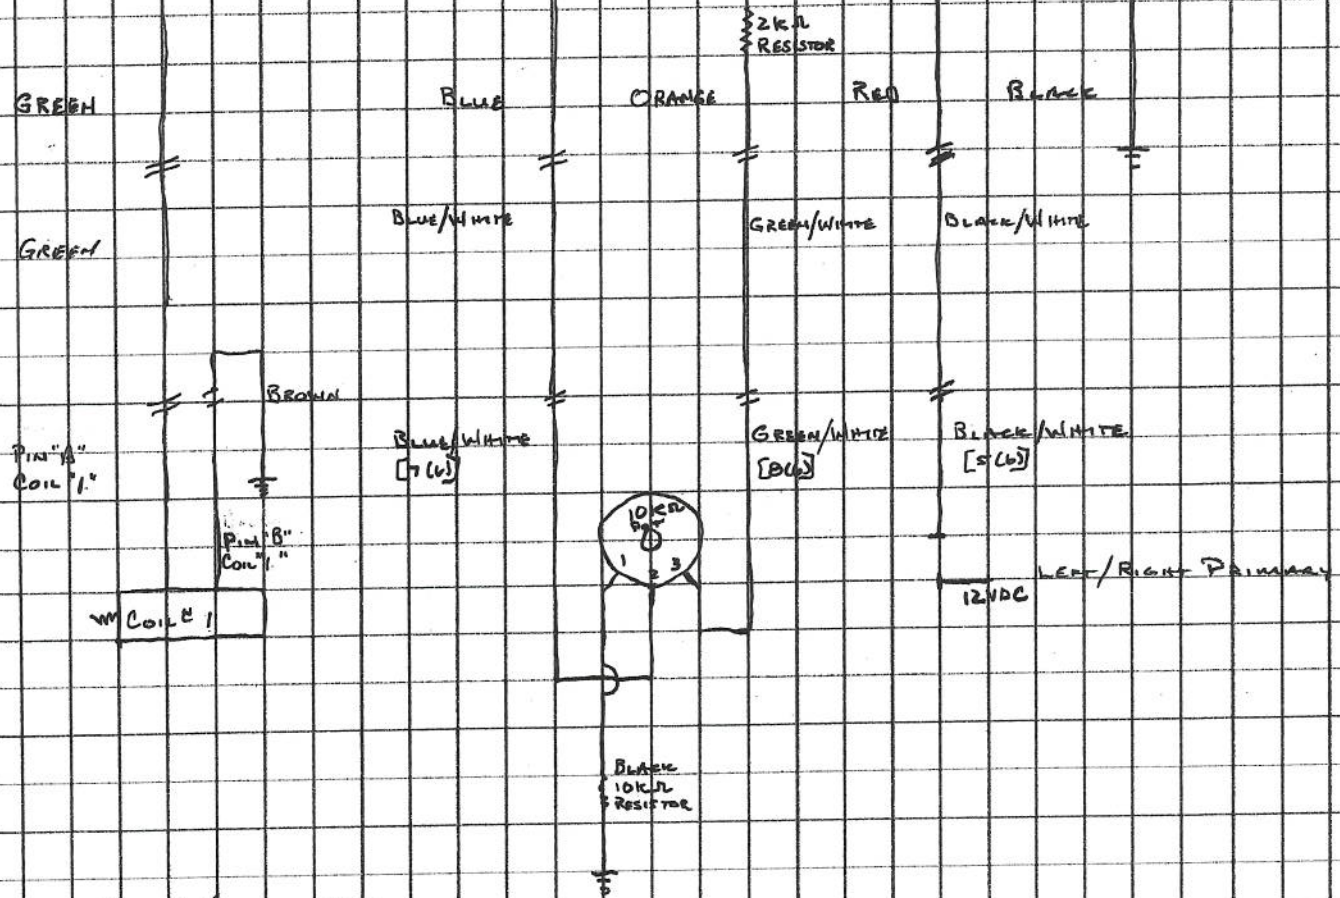 2KΩ
RESISTOR
GREEN
BLUE
ORANGE
RED
BLACK
BLUE/WHITE
GREEN/WHITE
BLACK/WHITE
GREEN
BROWN
BLUE/WHITE
[7(6)]
GREEN/WHITE
[8(6)]
BLACK/WHITE
[5(6)]
PIN "A"
COIL "1."
10KΩ
POT
1
2
3
PIN "B"
COIL "1."
LEFT/RIGHT PRIMARY
12VDC
COIL # 1
BLACK
10KΩ
RESISTOR